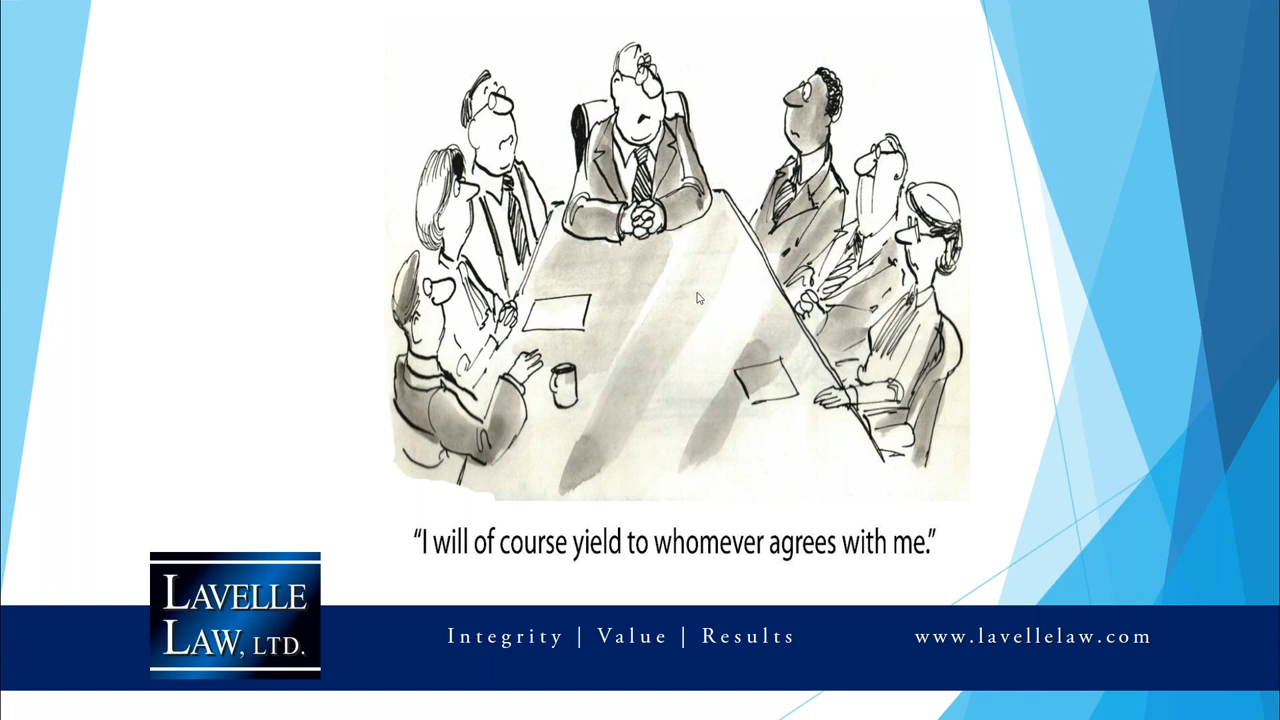 “I will of course yield to whomever agrees with me.”
LAVELLE
LAW, LTD.
Integrity | Value | Results
www.lavellelaw.com